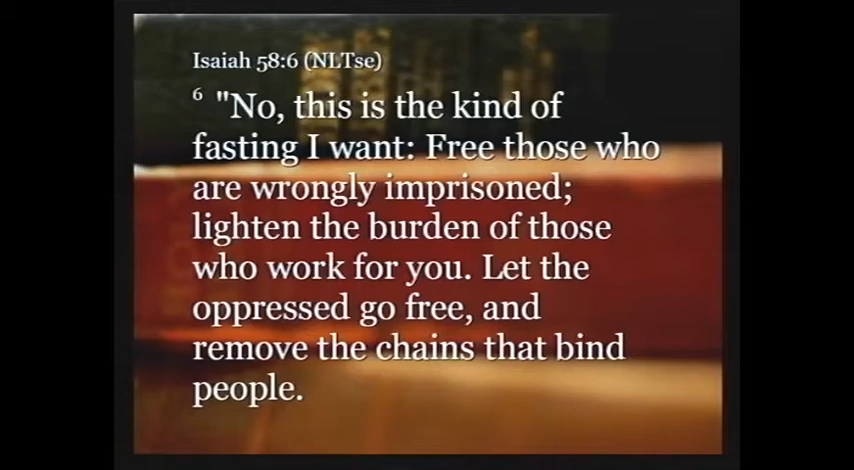 Isaiah 58:6 (NLTse)
6 "No, this is the kind of
fasting I want: Free those who
are wrongly imprisoned;
lighten the burden of those
who work for you. Let the
oppressed go free, and
remove the chains that bind
people.